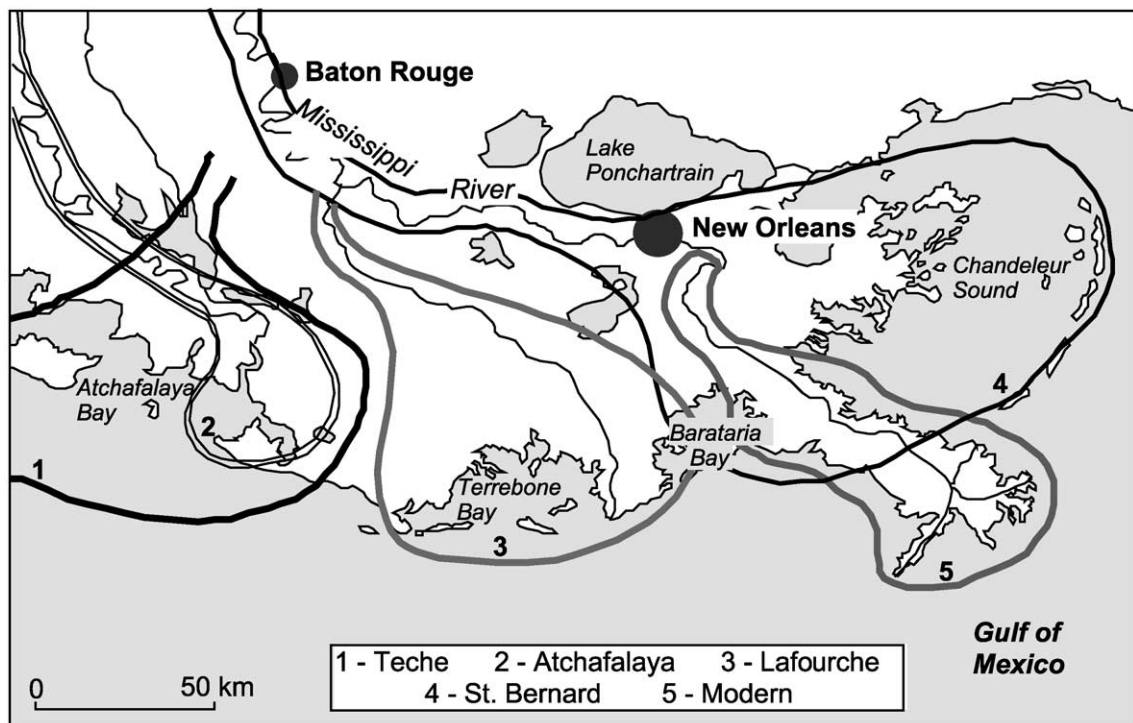 Baton Rouge
Mississippi
River
Lake
Ponchartrain
New Orleans
Chandeleur
Sound
Atchafalaya
Bay
2
1
4
Barataria
Bay
Terrebone
Bay
3
5
Gulf of
Mexico
1 - Teche 2 - Atchafalaya 3 - Lafourche
4 - St. Bernard 5 - Modern
0 50 km